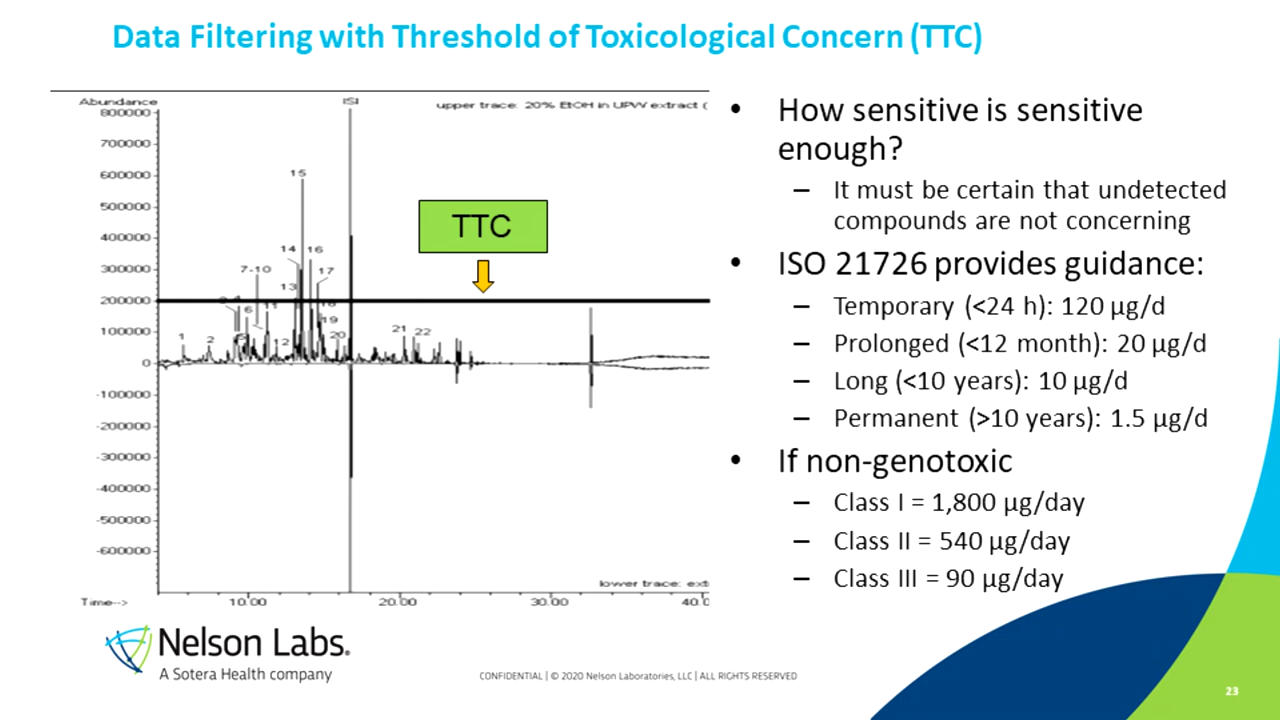 Data Filtering with Threshold of Toxicological Concern (TTC)
Abundance
ISI
upper trace: 20% EtOH in UPW extract (
800000
700000
600000
500000
400000
300000
200000
100000
0
-100000
-200000
-300000
-400000
-500000
-600000
15
14
16
7-10
17
13
6
11
18
19
1
2
5
12
20
21
22
TTC
lower trace: ext
Time-->
10.00
20.00
30.00
40.0
• How sensitive is sensitive
enough?
– It must be certain that undetected
compounds are not concerning
• ISO 21726 provides guidance:
– Temporary (<24 h): 120 µg/d
– Prolonged (<12 month): 20 µg/d
– Long (<10 years): 10 µg/d
– Permanent (>10 years): 1.5 µg/d
• If non-genotoxic
– Class I = 1,800 µg/day
– Class II = 540 µg/day
– Class III = 90 µg/day
Nelson Labs.
A Sotera Health company
CONFIDENTIAL | © 2020 Nelson Laboratories, LLC | ALL RIGHTS RESERVED
23